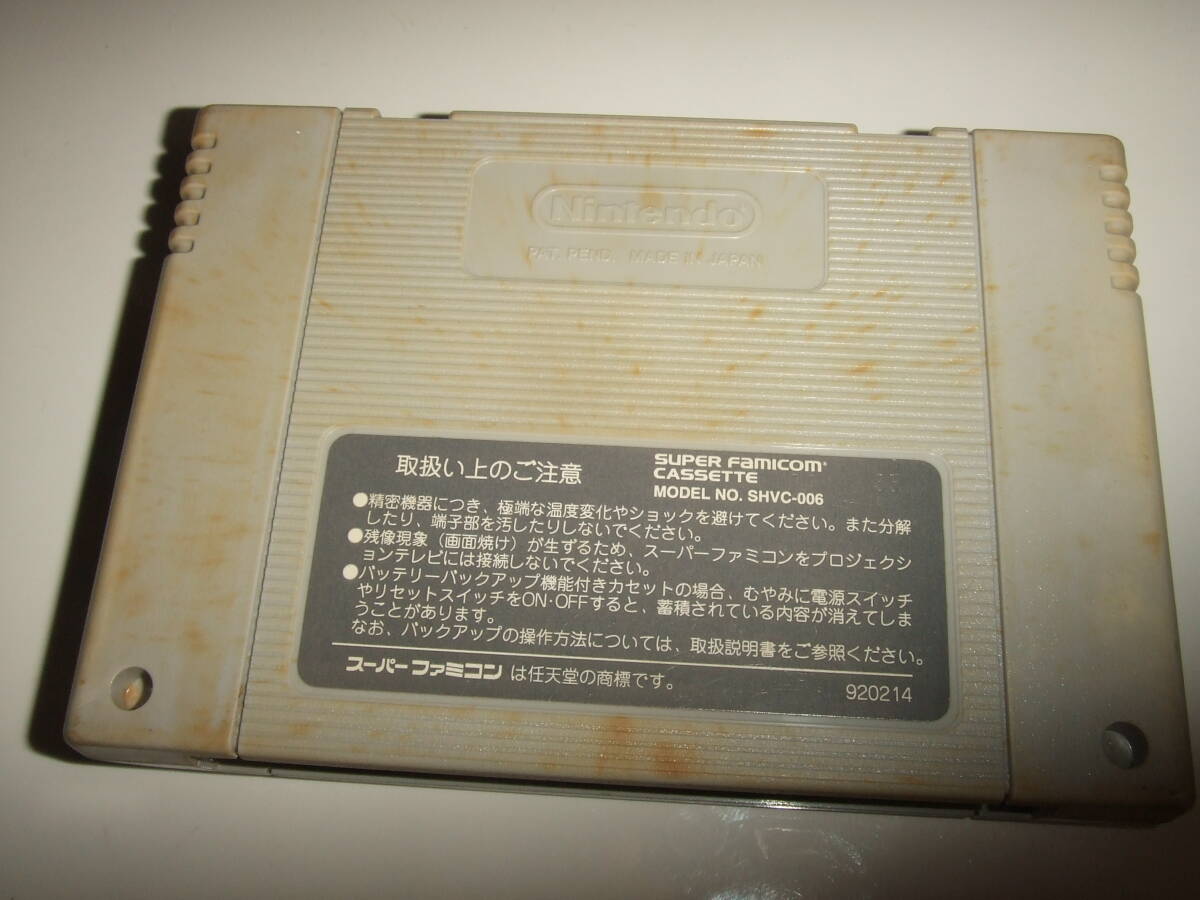 Nintendo
PAT. PEND. MADE IN JAPAN
取扱い上のご注意
SUPER FAMICOM
CASSETTE
MODEL NO. SHVC-006
●精密機器につき、極端な温度変化やショックを避けてください。また分解
したり、端子部を汚したりしないでください。
●残像現象（画面焼け）が生ずるため、スーパーファミコンをプロジェクシ
ョンテレビには接続しないでください。
●バッテリーバックアップ機能付きカセットの場合、むやみに電源スイッチ
やリセットスイッチをON・OFFすると、蓄積されている内容が消えてしま
うことがあります。
なお、バックアップの操作方法については、取扱説明書をご参照ください。
スーパーファミコン は任天堂の商標です。
920214